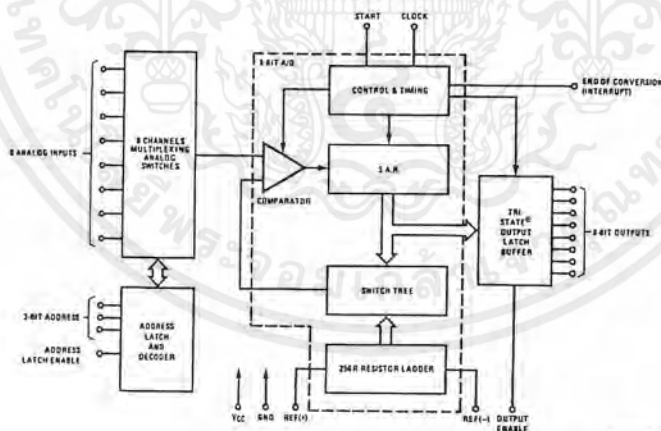 START
CLOCK
8-BIT A/D
END OF CONVERSION
(INTERRUPT)
CONTROL & TIMING
8 ANALOG INPUTS
8 CHANNELS
MULTIPLEXING
ANALOG
SWITCHES
S.A.R.
COMPARATOR
TRI-
STATE®
OUTPUT
LATCH
BUFFER
8-BIT OUTPUTS
SWITCH TREE
3-BIT ADDRESS
ADDRESS
LATCH
AND
DECODER
ADDRESS
LATCH ENABLE
256R RESISTOR LADDER
VCC
GND
REF(+)
REF(−)
OUTPUT
ENABLE